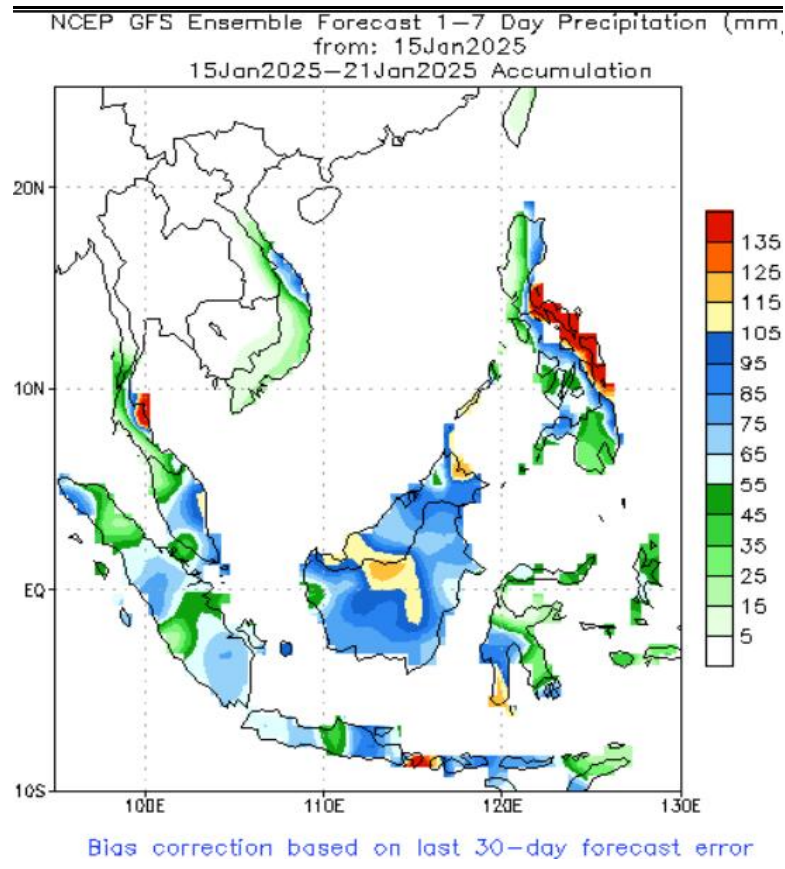 NCEP GFS Ensemble Forecast 1–7 Day Precipitation (mm)
from: 15Jan2025
15Jan2025–21Jan2025 Accumulation
20N
10N
EQ
10S
100E
110E
120E
130E
135
125
115
105
95
85
75
65
55
45
35
25
15
5
Bias correction based on last 30–day forecast error